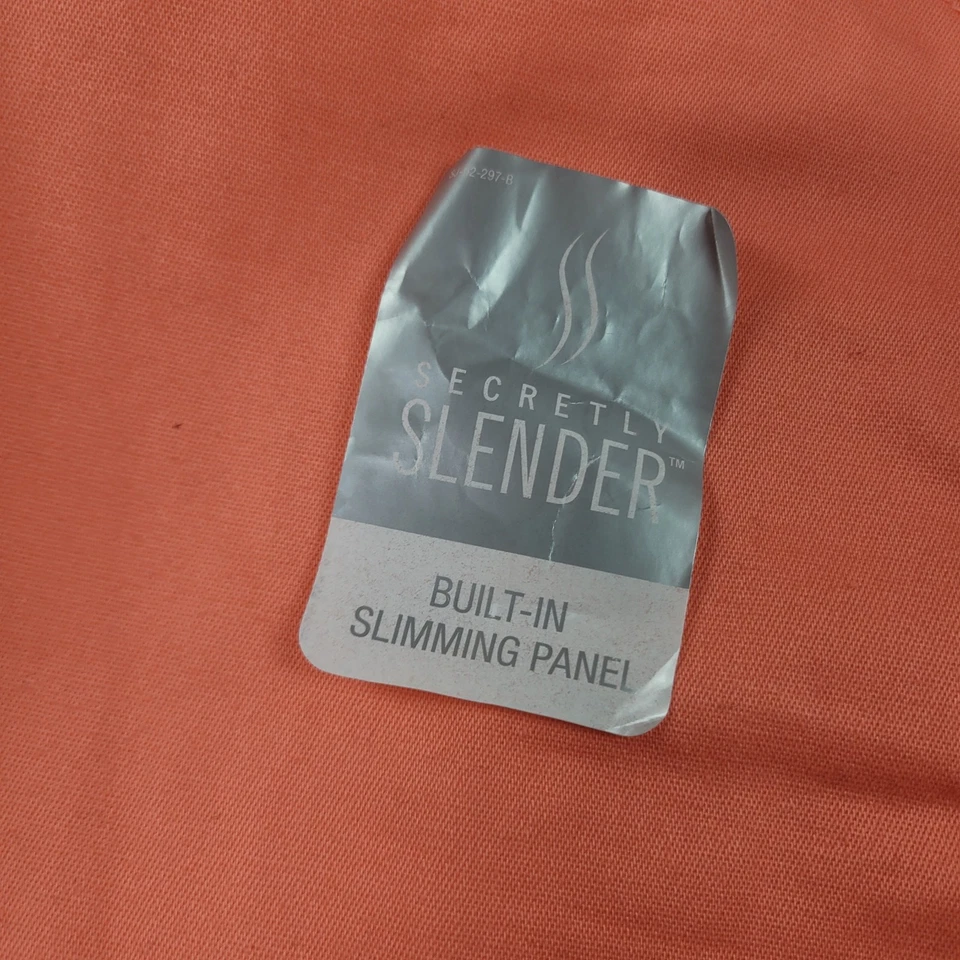 SECRETLY
SLENDER™
BUILT-IN
SLIMMING PANEL